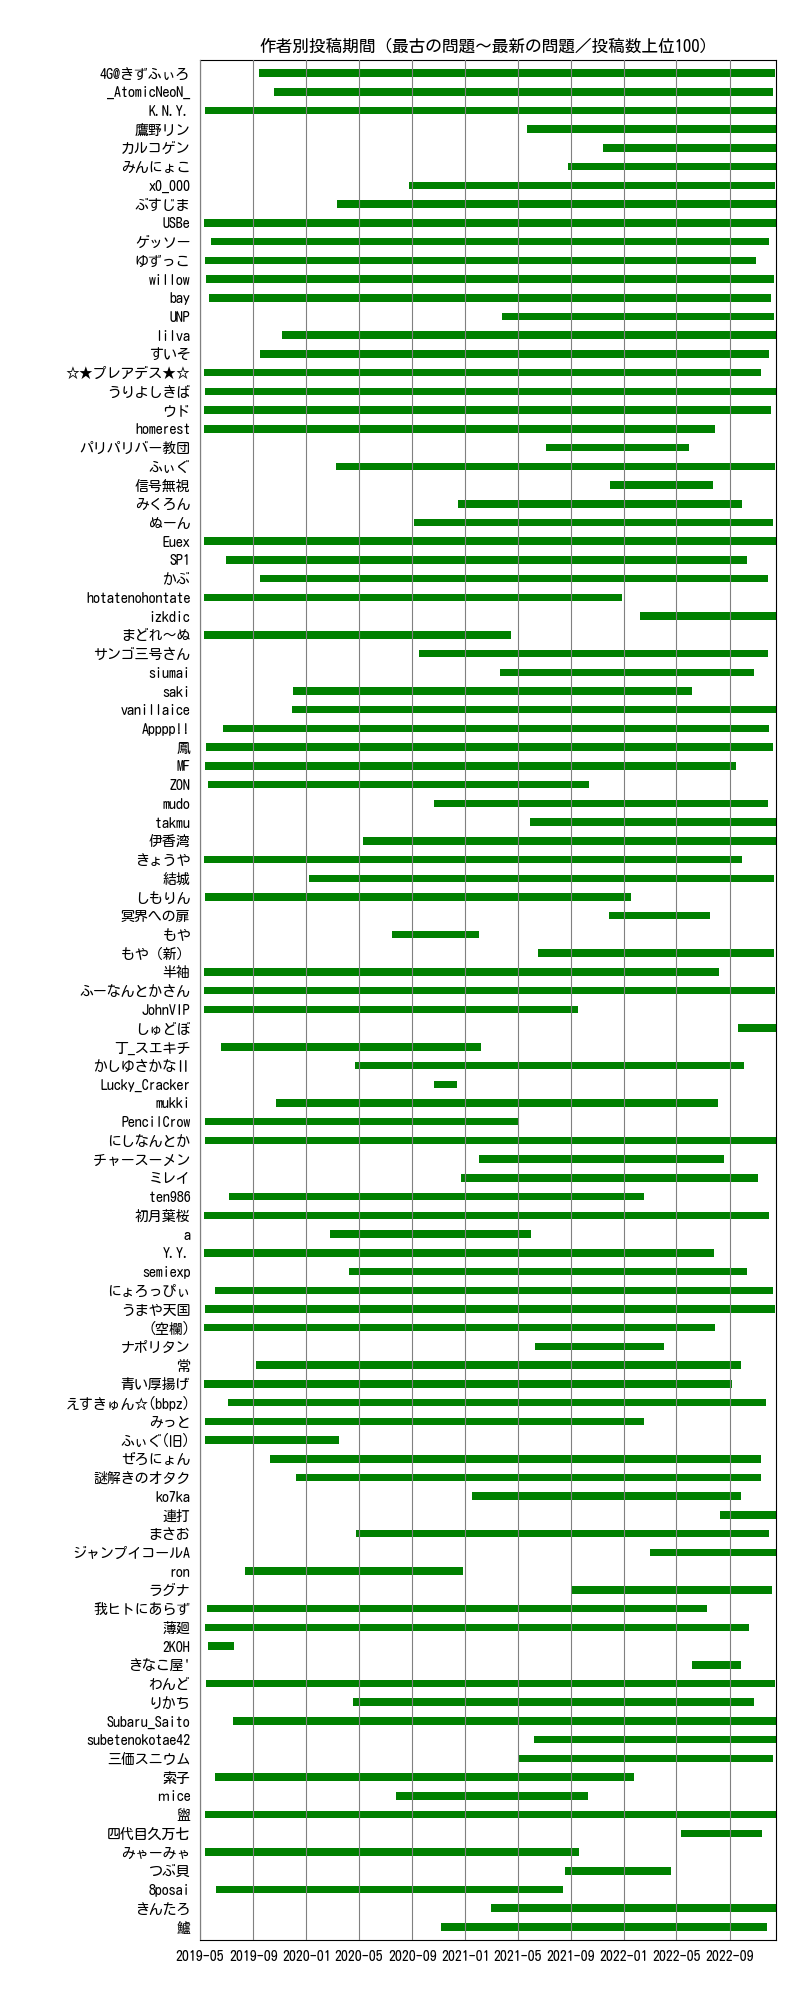 作者別投稿期間（最古の問題～最新の問題／投稿数上位100）
4G@きずふぃろ
_AtomicNeoN_
K.N.Y.
鷹野リン
カルコゲン
みんにょこ
x0_000
ぶすじま
USBe
ゲッソー
ゆずっこ
willow
bay
UNP
lilva
すいそ
☆★プレアデス★☆
うりよしきば
ウド
homerest
パリパリバー教団
ふぃぐ
信号無視
みくろん
ぬーん
Euex
SP1
かぶ
hotatenohontate
izkdic
まどれ～ぬ
サンゴ三号さん
siumai
saki
vanillaice
AppppII
鳳
MF
ZON
mudo
takmu
伊香湾
きょうや
結城
しもりん
冥界への扉
もや
もや（新）
半袖
ふーなんとかさん
JohnVIP
しゅどぼ
丁_スエキチ
かしゆさかなⅡ
Lucky_Cracker
mukki
PencilCrow
にしなんとか
チャースーメン
ミレイ
ten986
初月葉桜
a
Y.Y.
semiexp
にょろっぴぃ
うまや天国
(空欄)
ナポリタン
常
青い厚揚げ
えすきゅん☆(bbpz)
みっと
ふぃぐ(旧)
ぜろにょん
謎解きのオタク
ko7ka
連打
まさお
ジャンプイコールA
ron
ラグナ
我ヒトにあらず
薄廻
2KOH
きなこ屋'
わんど
りかち
Subaru_Saito
subetenokotae42
三価スニウム
索子
ｍice
盥
四代目久万七
みゃーみゃ
つぶ貝
8posai
きんたろ
鱸
2019-05 2019-09 2020-01 2020-05 2020-09 2021-01 2021-05 2021-09 2022-01 2022-05 2022-09